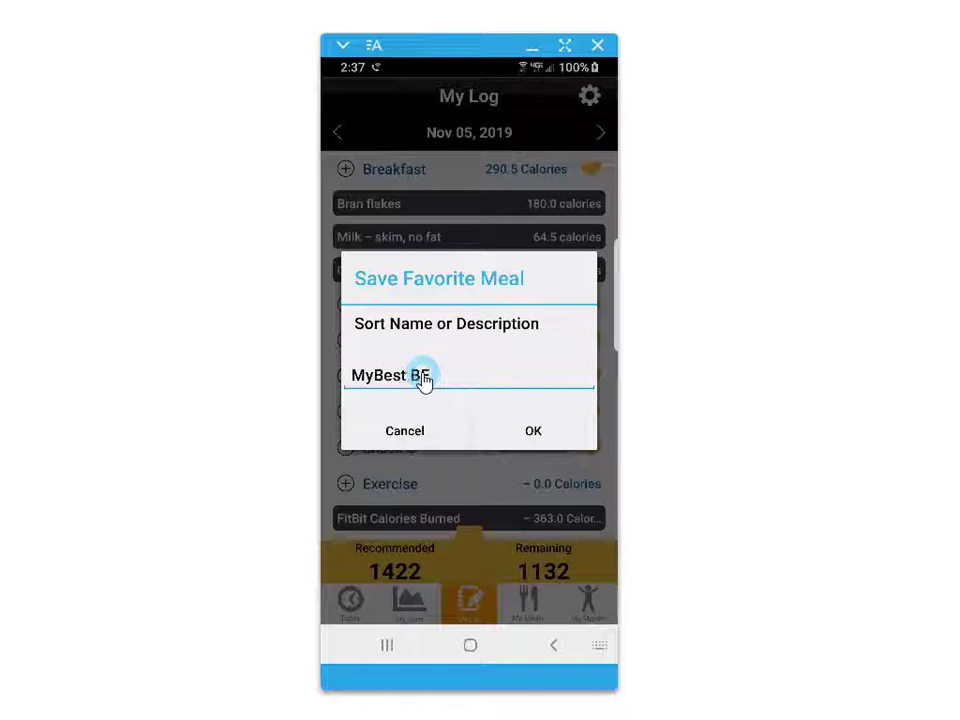 2:37 100%
My Log
Nov 05, 2019
Breakfast 290.5 Calories
Bran flakes 180.0 calories
Milk – skim, no fat 64.5 calories
Save Favorite Meal
Sort Name or Description
MyBest BF
Cancel OK
Exercise – 0.0 Calories
FitBit Calories Burned – 363.0 Calor...
Recommended Remaining
1422 1132
My Meals